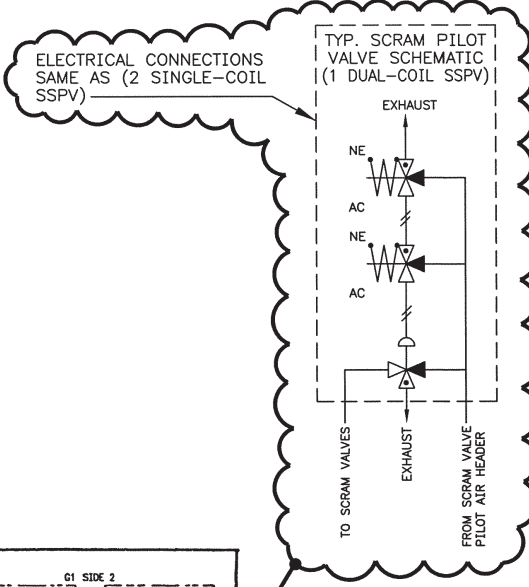 ELECTRICAL CONNECTIONS
SAME AS (2 SINGLE-COIL
SSPV)
TYP. SCRAM PILOT
VALVE SCHEMATIC
(1 DUAL-COIL SSPV)
EXHAUST
NE
AC
NE
AC
TO SCRAM VALVES
EXHAUST
FROM SCRAM VALVE
PILOT AIR HEADER
G1 SIDE 2